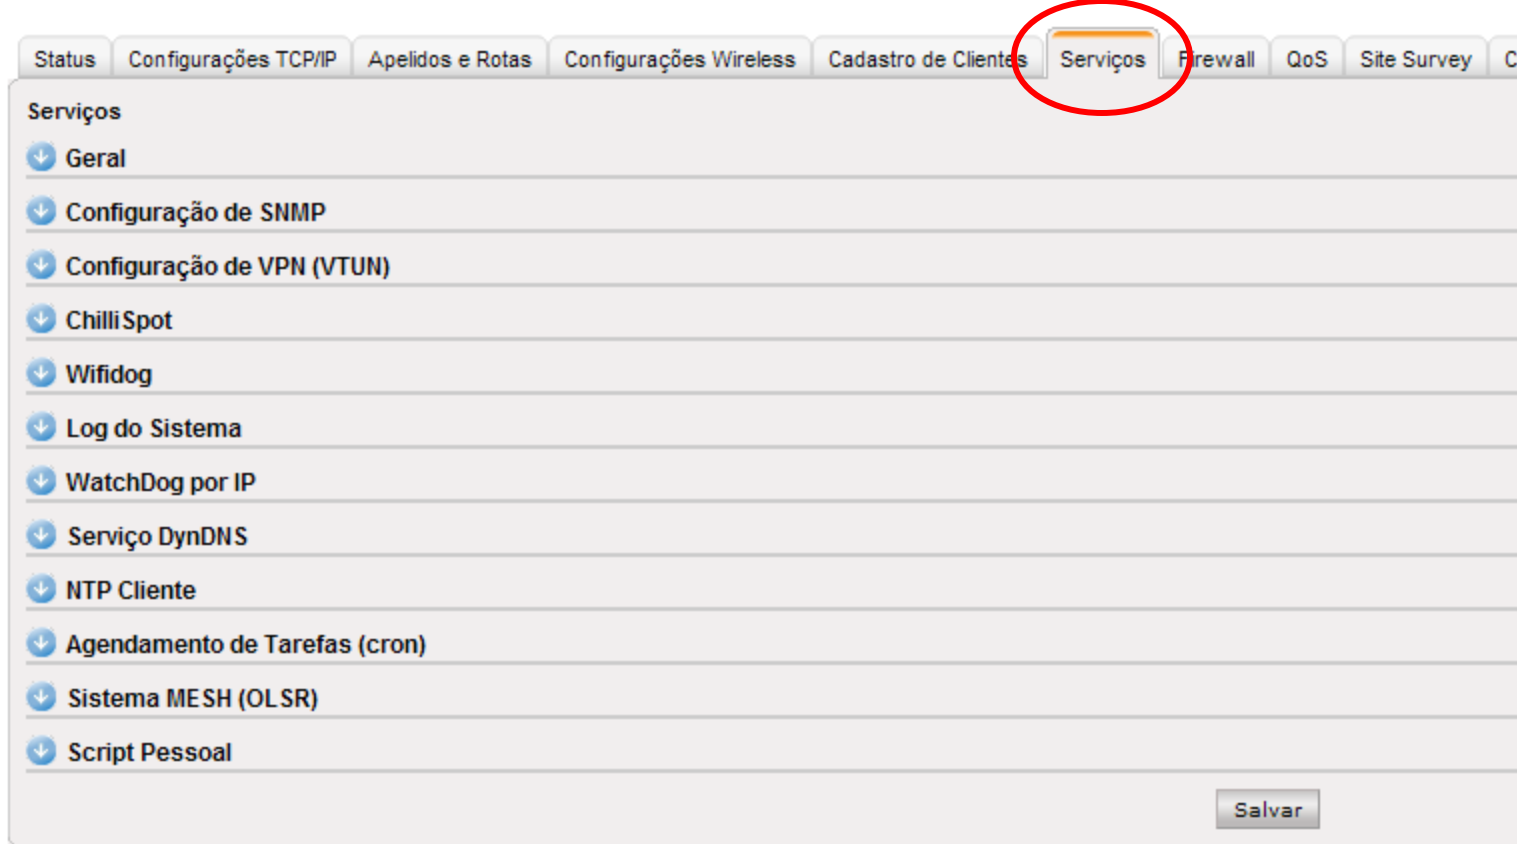 Status Configurações TCP/IP Apelidos e Rotas Configurações Wireless Cadastro de Clientes Serviços Firewall QoS Site Survey
Serviços
Geral
Configuração de SNMP
Configuração de VPN (VTUN)
ChilliSpot
Wifidog
Log do Sistema
WatchDog por IP
Serviço DynDNS
NTP Cliente
Agendamento de Tarefas (cron)
Sistema MESH (OLSR)
Script Pessoal
Salvar